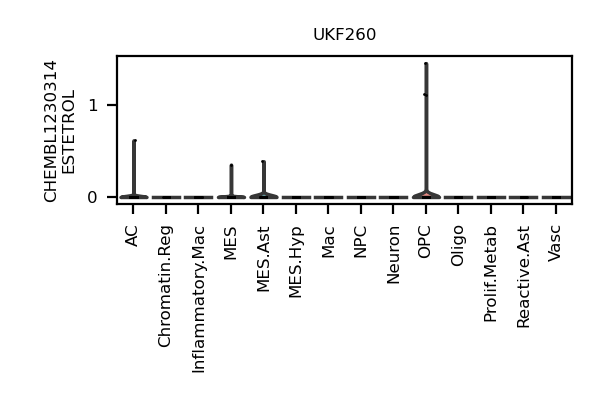 UKF260
CHEMBL1230314
ESTETROL
1
0
AC
Chromatin.Reg
Inflammatory.Mac
MES
MES.Ast
MES.Hyp
Mac
NPC
Neuron
OPC
Oligo
Prolif.Metab
Reactive.Ast
Vasc